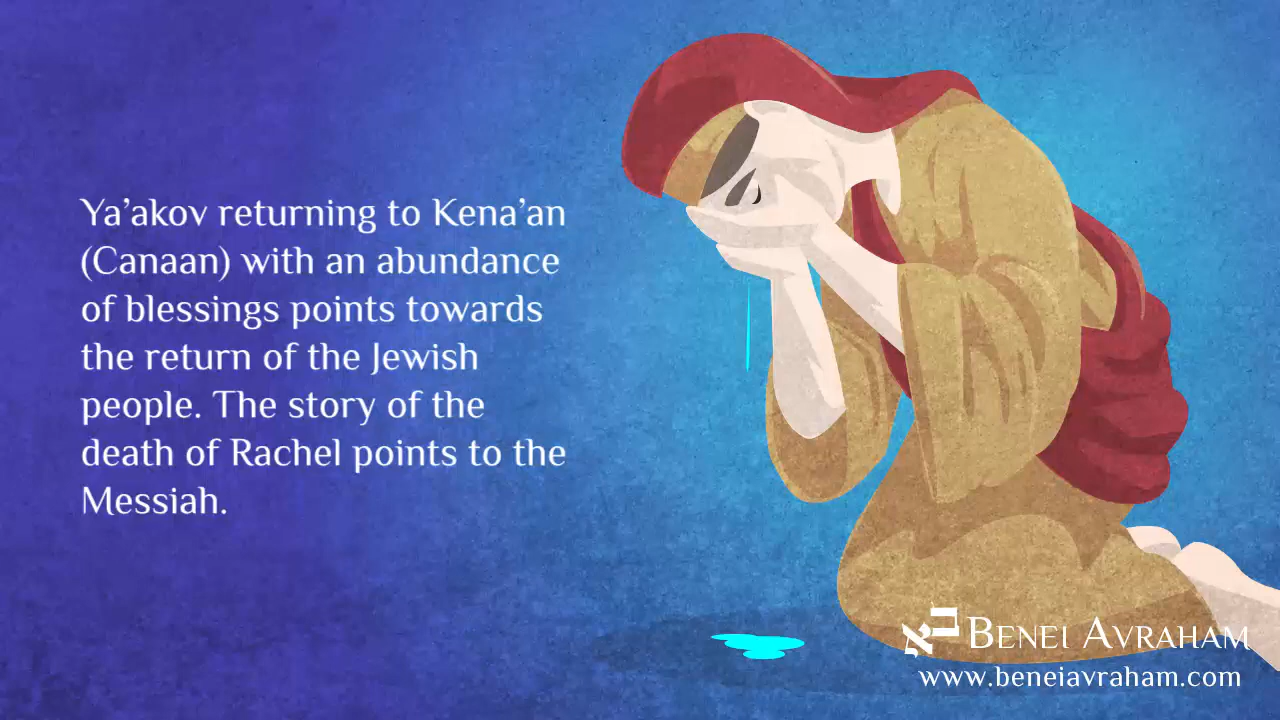 Ya’akov returning to Kena’an
(Canaan) with an abundance
of blessings points towards
the return of the Jewish
people. The story of the
death of Rachel points to the
Messiah.
אב BENEI AVRAHAM
www.beneiavraham.com